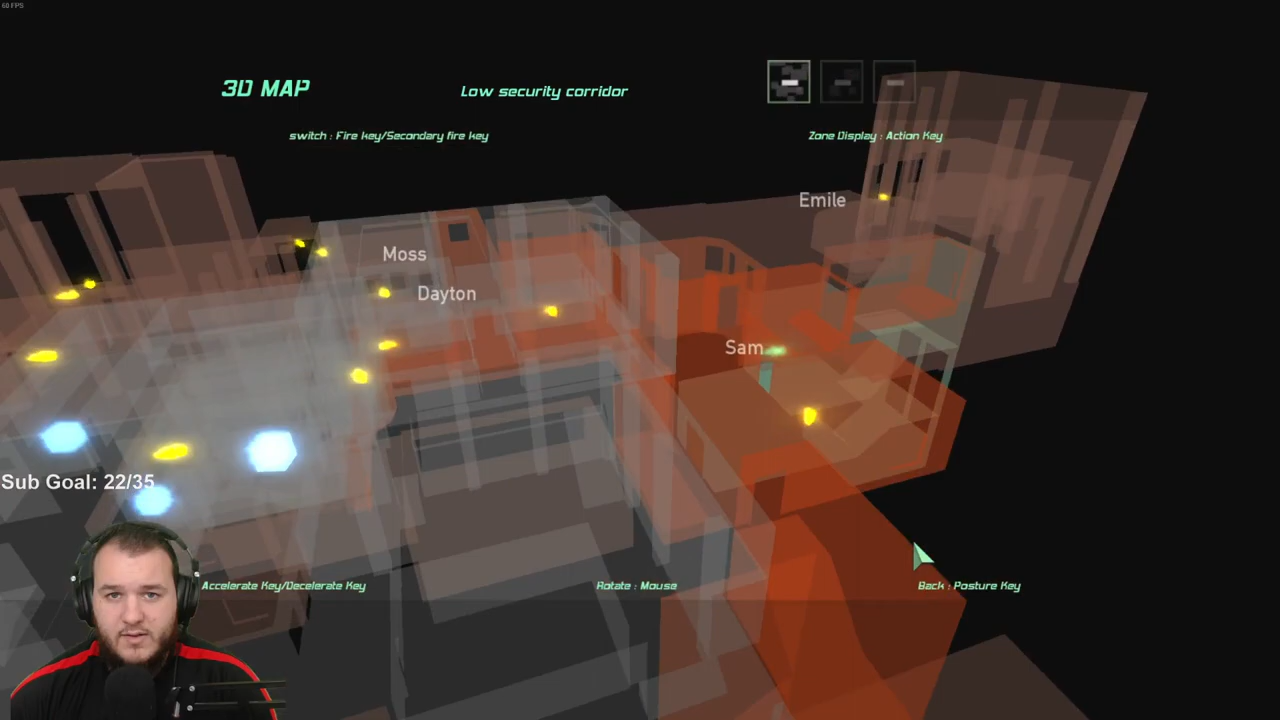 60 FPS
3D MAP
Low security corridor
switch : Fire key/Secondary fire key
Zone Display : Action Key
Emile
Moss
Dayton
Sam
Sub Goal: 22/35
Accelerate Key/Decelerate Key
Rotate : Mouse
Back : Posture Key